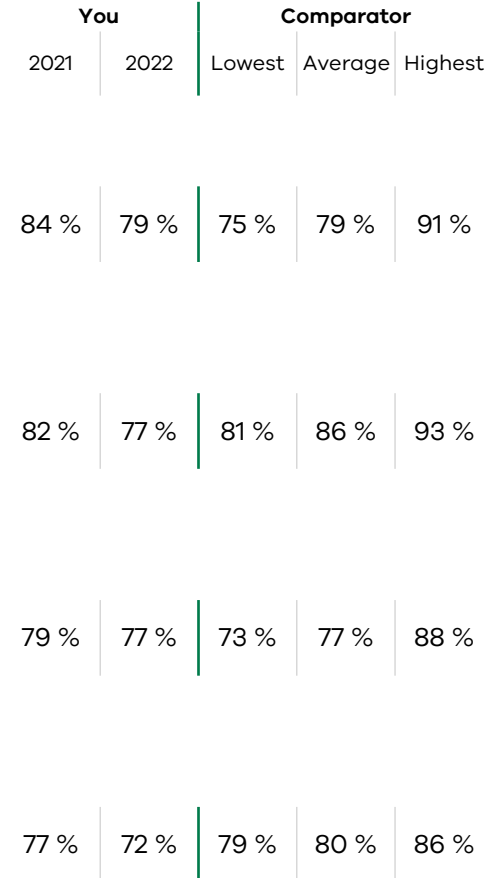 You Comparator
2021 2022 Lowest Average Highest
84 % 79 % 75 % 79 % 91 %
82 % 77 % 81 % 86 % 93 %
79 % 77 % 73 % 77 % 88 %
77 % 72 % 79 % 80 % 86 %